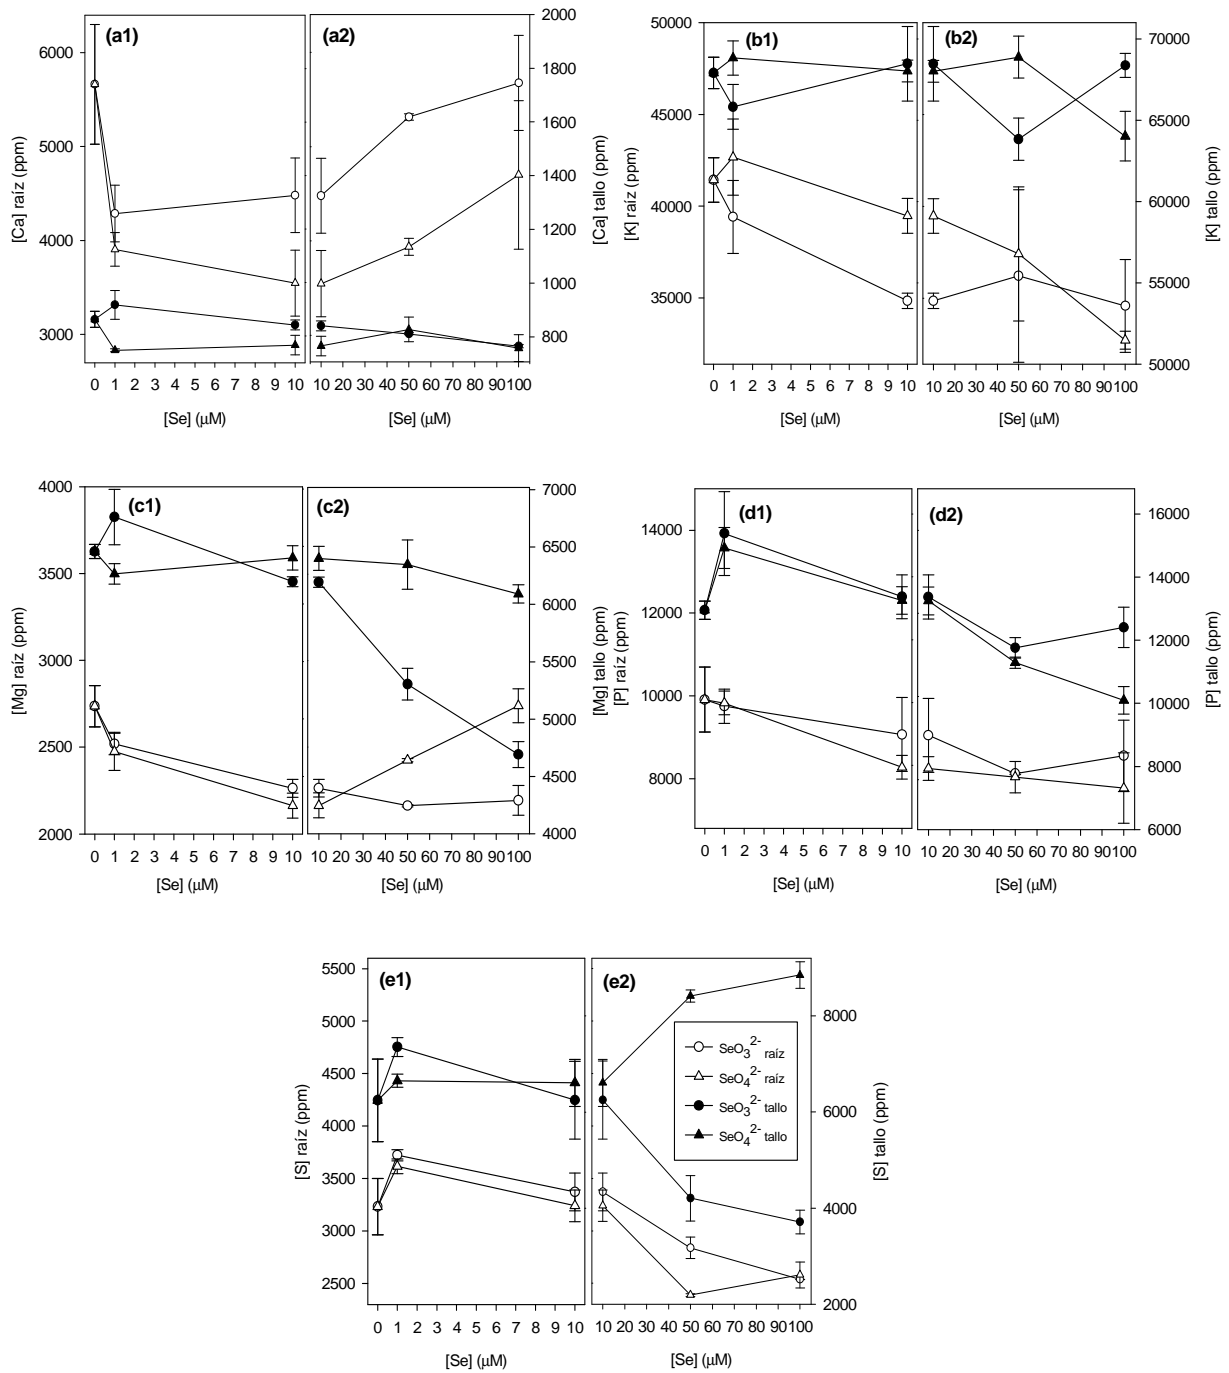 (a1)
(a2)
[Ca] raíz (ppm)
6000
5000
4000
3000
0 1 2 3 4 5 6 7 8 9 10
10 20 30 40 50 60 70 80 90 100
[Se] (µM)
[Se] (µM)
2000
1800
1600
1400
1200
1000
800
[Ca] tallo (ppm)
(b1)
(b2)
[K] raíz (ppm)
50000
45000
40000
35000
0 1 2 3 4 5 6 7 8 9 10
10 20 30 40 50 60 70 80 90 100
[Se] (µM)
[Se] (µM)
70000
65000
60000
55000
50000
[K] tallo (ppm)
(c1)
(c2)
[Mg] raíz (ppm)
4000
3500
3000
2500
2000
0 1 2 3 4 5 6 7 8 9 10
10 20 30 40 50 60 70 80 90 100
[Se] (µM)
[Se] (µM)
7000
6500
6000
5500
5000
4500
4000
[Mg] tallo (ppm)
(d1)
(d2)
[P] raíz (ppm)
14000
12000
10000
8000
0 1 2 3 4 5 6 7 8 9 10
10 20 30 40 50 60 70 80 90 100
[Se] (µM)
[Se] (µM)
16000
14000
12000
10000
8000
6000
[P] tallo (ppm)
(e1)
(e2)
[S] raíz (ppm)
5500
5000
4500
4000
3500
3000
2500
0 1 2 3 4 5 6 7 8 9 10
10 20 30 40 50 60 70 80 90 100
[Se] (µM)
[Se] (µM)
8000
6000
4000
2000
[S] tallo (ppm)
SeO3 2- raíz
SeO4 2- raíz
SeO3 2- tallo
SeO4 2- tallo